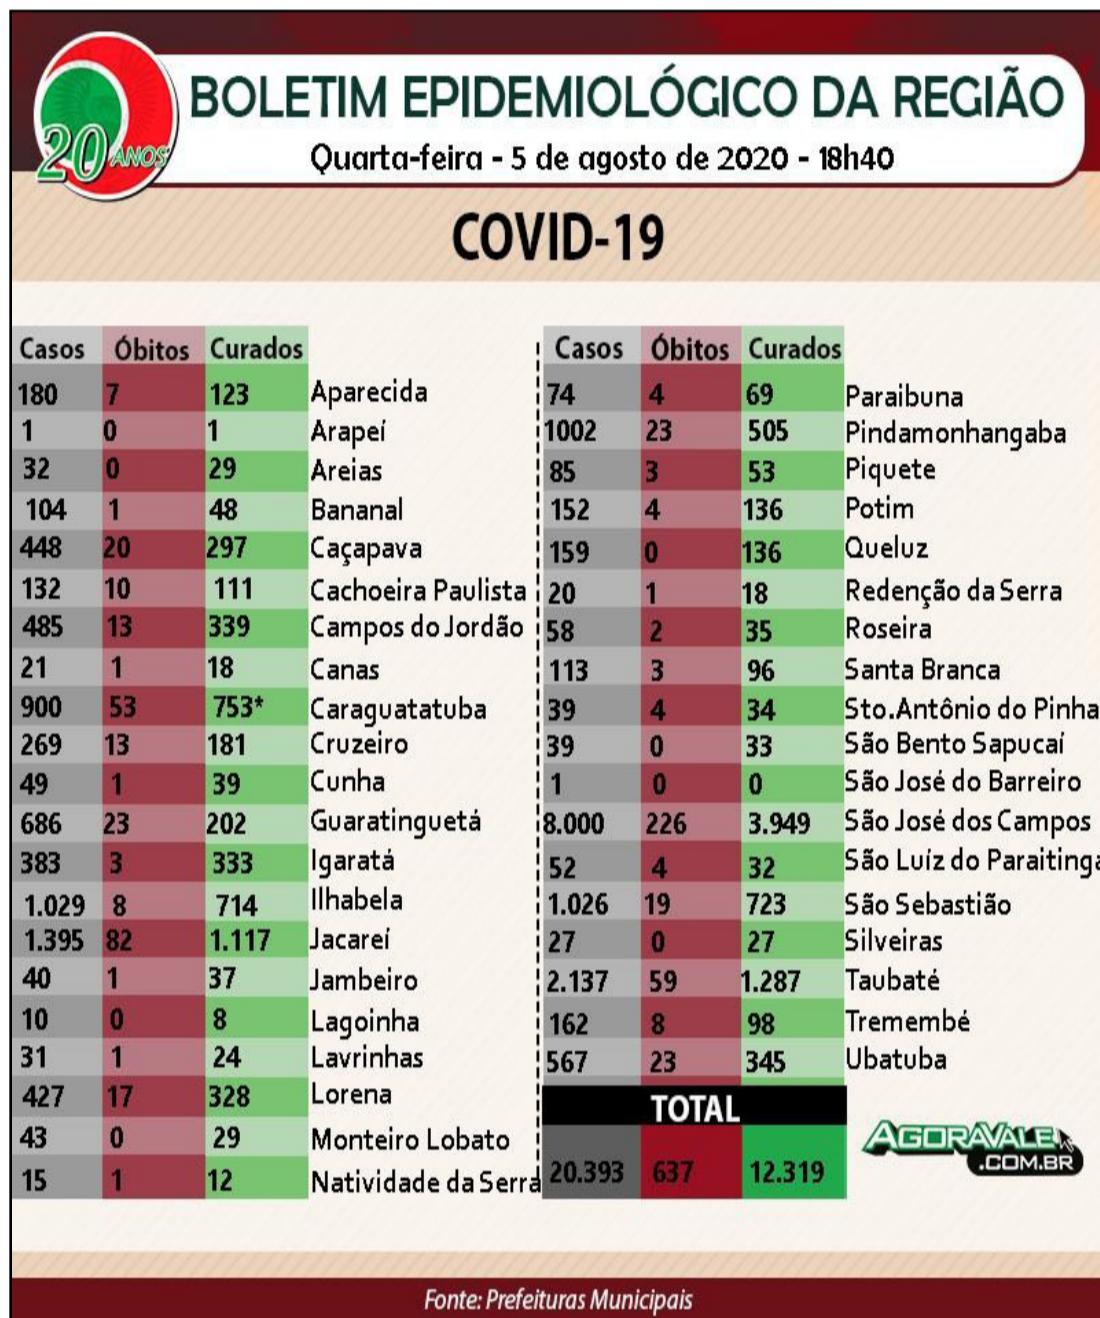 20 ANOS
BOLETIM EPIDEMIOLÓGICO DA REGIÃO
Quarta-feira - 5 de agosto de 2020 - 18h40
COVID-19
Casos Óbitos Curados
180 7 123 Aparecida
1 0 1 Arapeí
32 0 29 Areias
104 1 48 Bananal
448 20 297 Caçapava
132 10 111 Cachoeira Paulista
485 13 339 Campos do Jordão
21 1 18 Canas
900 53 753* Caraguatatuba
269 13 181 Cruzeiro
49 1 39 Cunha
686 23 202 Guaratinguetá
383 3 333 Igaratá
1.029 8 714 Ilhabela
1.395 82 1.117 Jacareí
40 1 37 Jambeiro
10 0 8 Lagoinha
31 1 24 Lavrinhas
427 17 328 Lorena
43 0 29 Monteiro Lobato
15 1 12 Natividade da Serra
Casos Óbitos Curados
74 4 69 Paraibuna
1002 23 505 Pindamonhangaba
85 3 53 Piquete
152 4 136 Potim
159 0 136 Queluz
20 1 18 Redenção da Serra
58 2 35 Roseira
113 3 96 Santa Branca
39 4 34 Sto.Antônio do Pinha
39 0 33 São Bento Sapucaí
1 0 0 São José do Barreiro
8.000 226 3.949 São José dos Campos
52 4 32 São Luíz do Paraitinga
1.026 19 723 São Sebastião
27 0 27 Silveiras
2.137 59 1.287 Taubaté
162 8 98 Tremembé
567 23 345 Ubatuba
TOTAL
20.393 637 12.319
AGORAVALE
.COM.BR
Fonte: Prefeituras Municipais